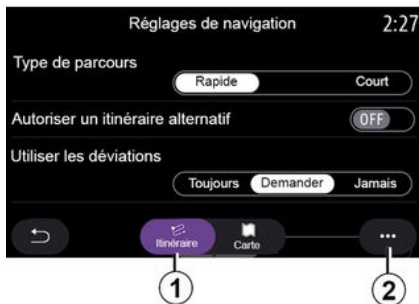 Réglages de navigation 2:27
Type de parcours
Rapide Court
Autoriser un itinéraire alternatif OFF
Utiliser les déviations
Toujours Demander Jamais
Itinéraire Carte
1 2